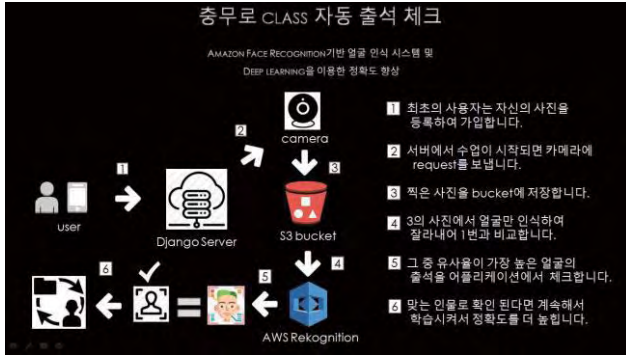 충무로 CLASS 자동 출석 체크
AMAZON FACE RECOGNITION기반 얼굴 인식 시스템 및
DEEP LEARNING을 이용한 정확도 향상
camera
2
1
3
user
Django Server
S3 bucket
4
6
5
AWS Rekognition
1 최초의 사용자는 자신의 사진을
등록하여 가입합니다.
2 서버에서 수업이 시작되면 카메라에
request를 보냅니다.
3 찍은 사진을 bucket에 저장합니다.
4 3의 사진에서 얼굴만 인식하여
잘라내어 1번과 비교합니다.
5 그 중 유사율이 가장 높은 얼굴의
출석을 어플리케이션에서 체크합니다.
6 맞는 인물로 확인 된다면 계속해서
학습시켜서 정확도를 더 높힙니다.